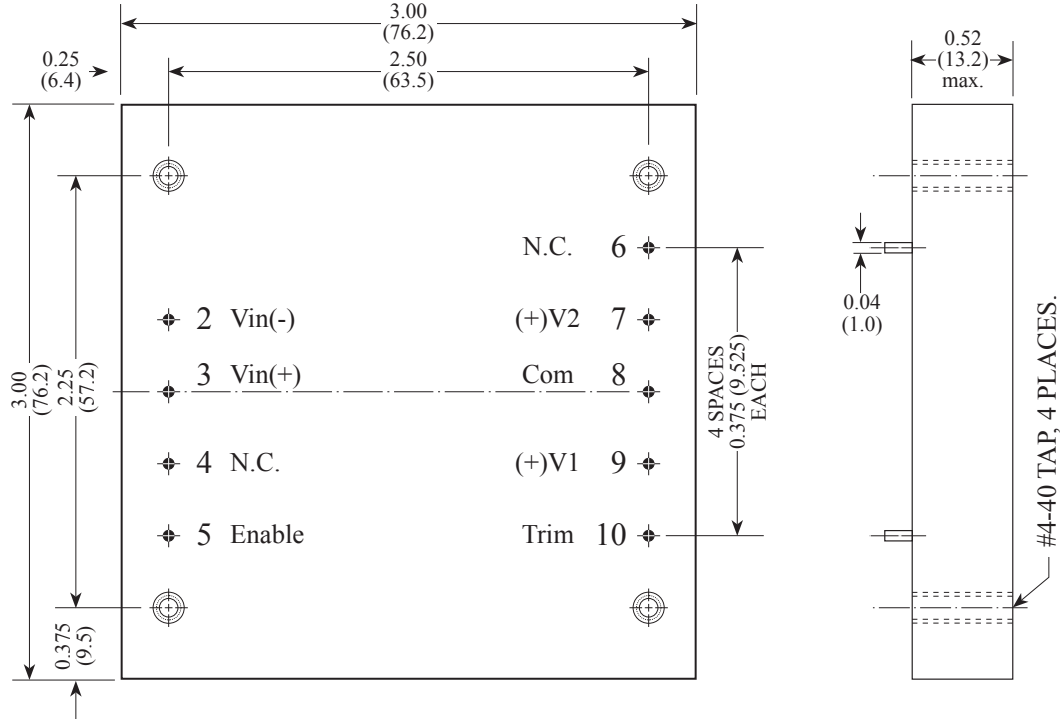 3.00
(76.2)
0.25
(6.4)
2.50
(63.5)
0.52
(13.2)
max.
N.C. 6
2 Vin(-)
(+)V2 7
3 Vin(+)
Com 8
4 N.C.
(+)V1 9
5 Enable
Trim 10
3.00
(76.2)
2.25
(57.2)
0.375
(9.5)
4 SPACES
0.375 (9.525)
EACH
0.04
(1.0)
#4-40 TAP, 4 PLACES.